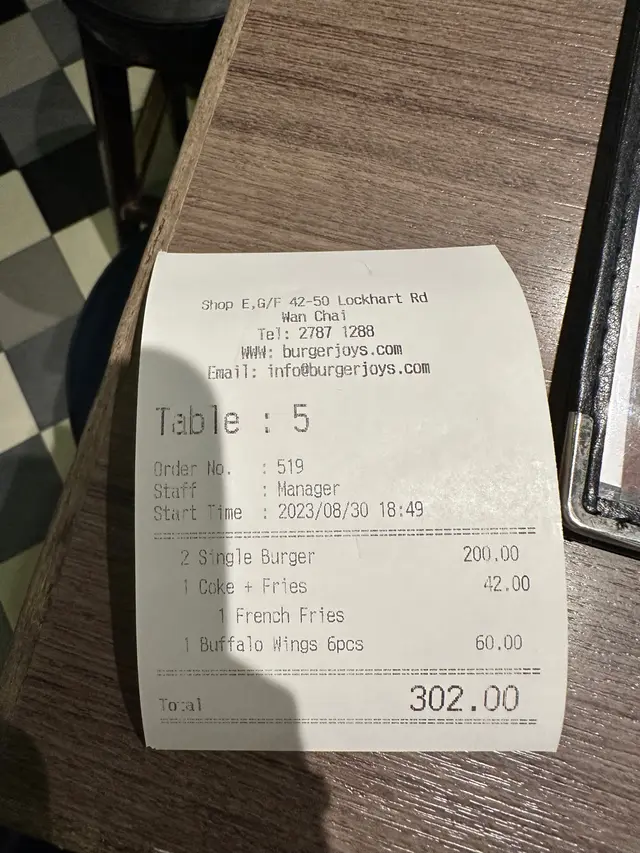 Shop E,G/F 42-50 Lockhart Rd
Wan Chai
Tel: 2787 1288
WWW: burgerjoys.com
Email: info@burgerjoys.com
Table : 5
Order No. : 519
Staff : Manager
Start Time : 2023/08/30 18:49
2 Single Burger 200.00
1 Coke + Fries 42.00
1 French Fries
1 Buffalo Wings 6pcs 60.00
Total 302.00